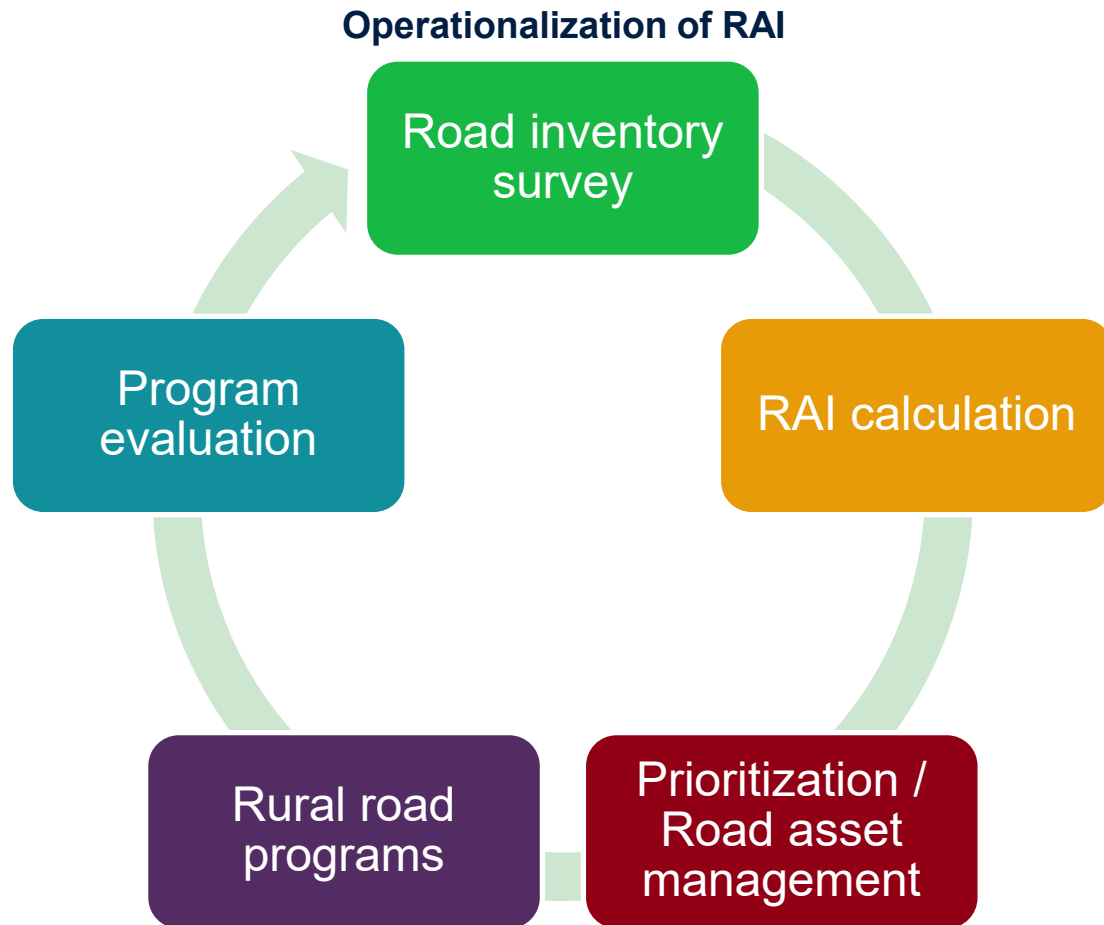 Operationalization of RAI
Road inventory
survey
RAI calculation
Prioritization /
Road asset
management
Rural road
programs
Program
evaluation